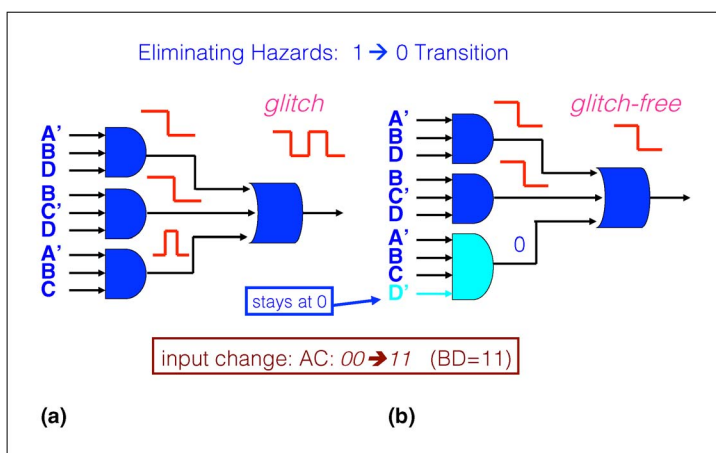 Eliminating Hazards: 1 → 0 Transition
glitch
glitch-free
A'
B
D
B
C'
D
A'
B
C
A'
B
D
B
C'
D
A'
B
C
D'
0
stays at 0
input change: AC: 00→11 (BD=11)
(a)
(b)